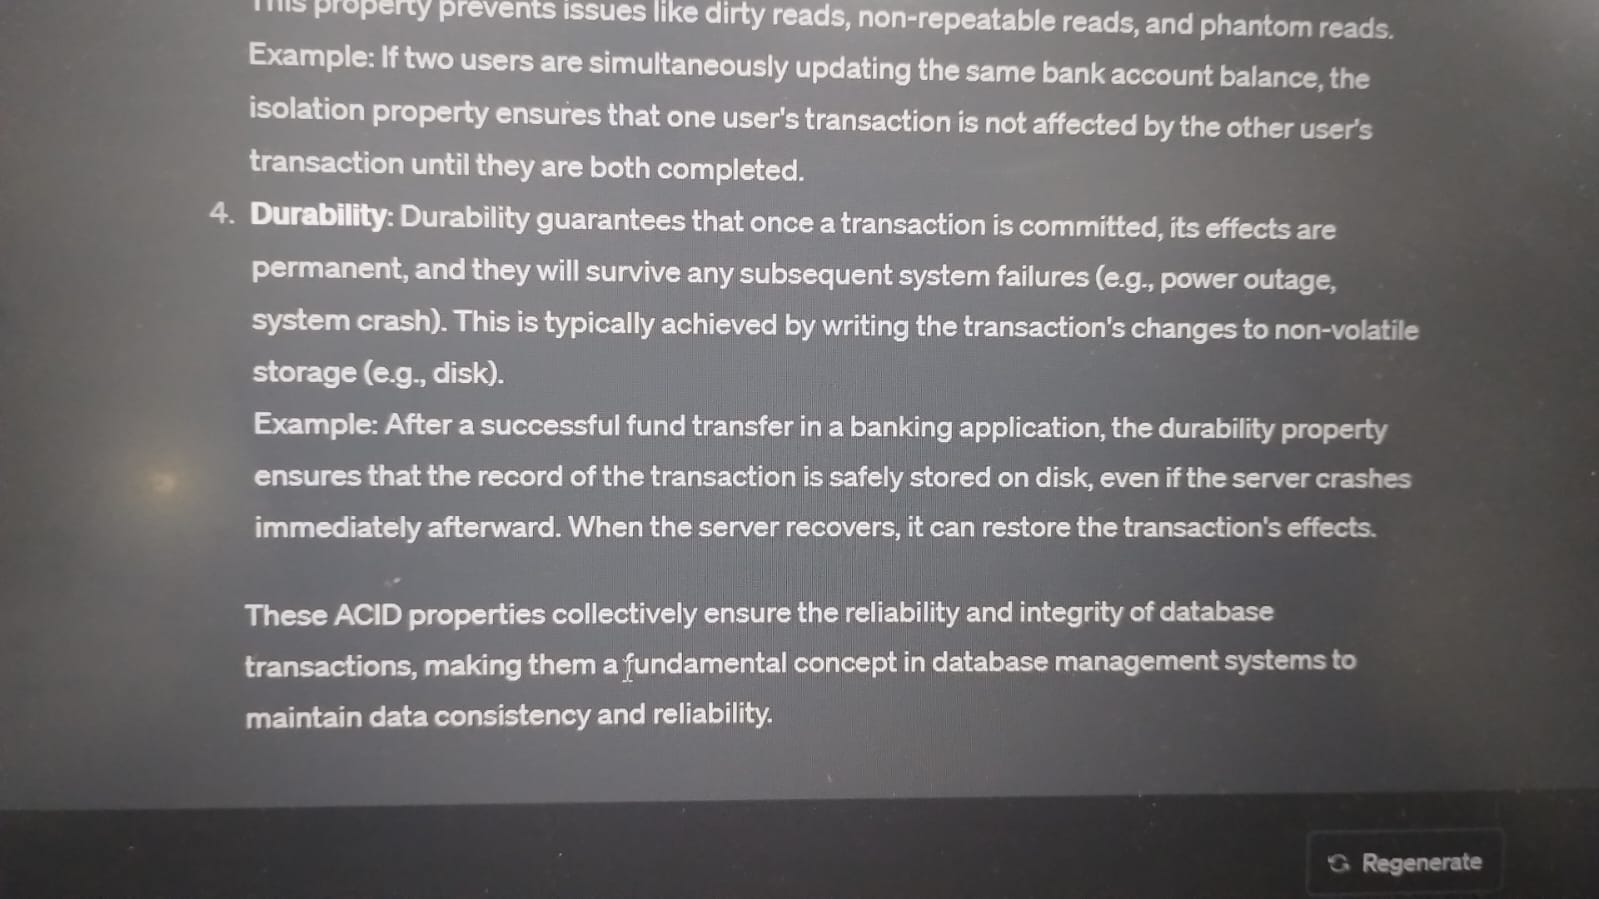 This property prevents issues like dirty reads, non-repeatable reads, and phantom reads.
Example: If two users are simultaneously updating the same bank account balance, the
isolation property ensures that one user's transaction is not affected by the other user's
transaction until they are both completed.
4. Durability: Durability guarantees that once a transaction is committed, its effects are
permanent, and they will survive any subsequent system failures (e.g., power outage,
system crash). This is typically achieved by writing the transaction's changes to non-volatile
storage (e.g., disk).
Example: After a successful fund transfer in a banking application, the durability property
ensures that the record of the transaction is safely stored on disk, even if the server crashes
immediately afterward. When the server recovers, it can restore the transaction's effects.
These ACID properties collectively ensure the reliability and integrity of database
transactions, making them a fundamental concept in database management systems to
maintain data consistency and reliability.
Regenerate